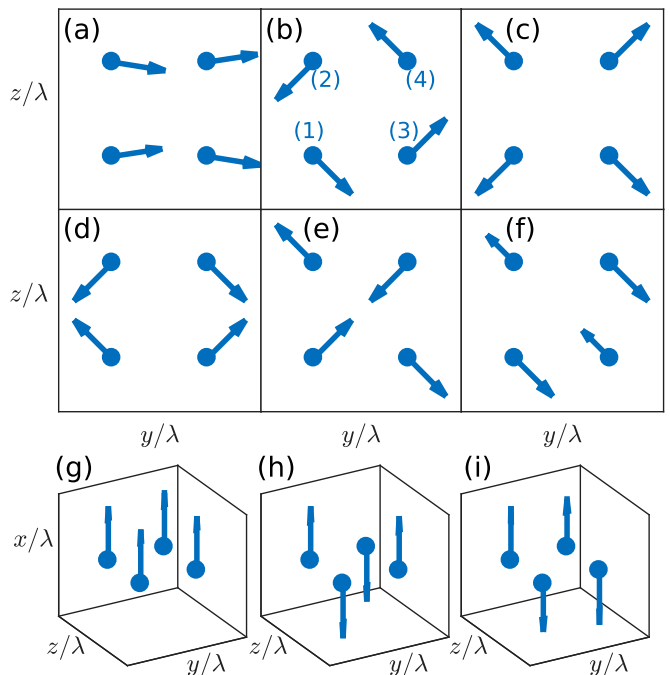 (a) (b) (c)
z/λ (2) (4)
(1) (3)
(d) (e) (f)
z/λ
y/λ y/λ y/λ
(g) (h) (i)
x/λ
z/λ y/λ z/λ y/λ z/λ y/λ